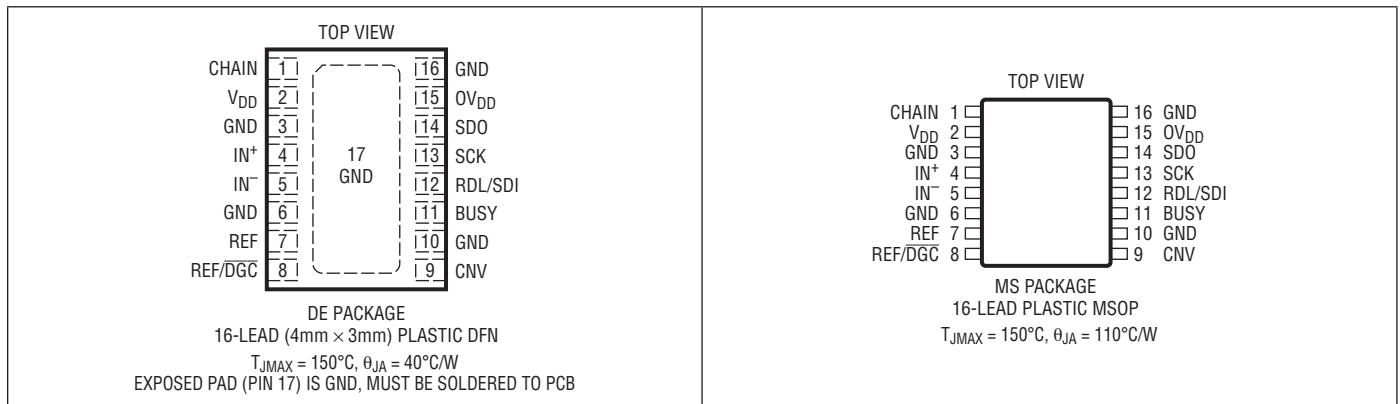 TOP VIEW
CHAIN 1
16 GND
VDD 2
15 OVDD
GND 3
14 SDO
IN+ 4
13 SCK
IN– 5
12 RDL/SDI
GND 6
11 BUSY
REF 7
10 GND
REF/DGC 8
9 CNV
17
GND
DE PACKAGE
16-LEAD (4mm × 3mm) PLASTIC DFN
TJMAX = 150°C, θJA = 40°C/W
EXPOSED PAD (PIN 17) IS GND, MUST BE SOLDERED TO PCB
TOP VIEW
CHAIN 1
16 GND
VDD 2
15 OVDD
GND 3
14 SDO
IN+ 4
13 SCK
IN– 5
12 RDL/SDI
GND 6
11 BUSY
REF 7
10 GND
REF/DGC 8
9 CNV
MS PACKAGE
16-LEAD PLASTIC MSOP
TJMAX = 150°C, θJA = 110°C/W